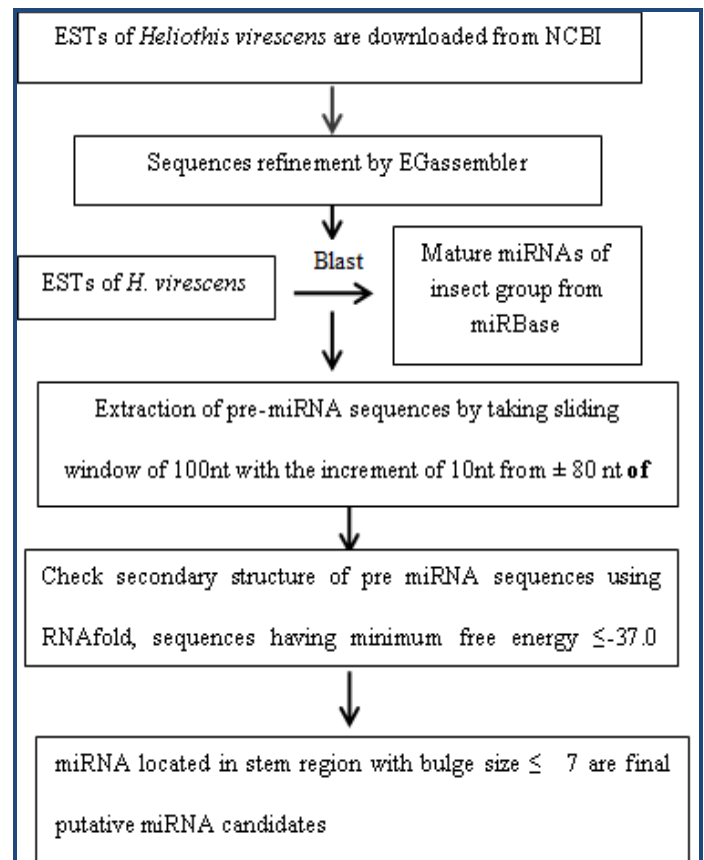 ESTs of Heliothis virescens are downloaded from NCBI
Sequences refinement by EGassembler
ESTs of H. virescens
Blast
Mature miRNAs of
insect group from
miRBase
Extraction of pre-miRNA sequences by taking sliding
window of 100nt with the increment of 10nt from ± 80 nt of
Check secondary structure of pre miRNA sequences using
RNAfold, sequences having minimum free energy ≤-37.0
miRNA located in stem region with bulge size ≤ 7 are final
putative miRNA candidates